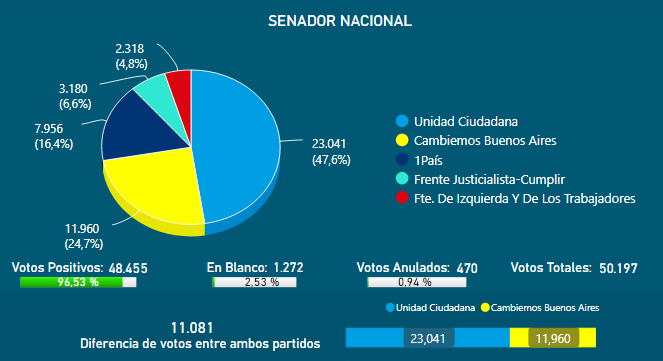 SENADOR NACIONAL
2.318
(4,8%)
3.180
(6,6%)
7.956
(16,4%)
11.960
(24,7%)
23.041
(47,6%)
Unidad Ciudadana
Cambiemos Buenos Aires
1País
Frente Justicialista-Cumplir
Fte. De Izquierda Y De Los Trabajadores
Votos Positivos: 48.455
96,53 %
En Blanco: 1.272
2,53 %
Votos Anulados: 470
0,94 %
Votos Totales: 50.197
Unidad Ciudadana Cambiemos Buenos Aires
11.081
Diferencia de votos entre ambos partidos
23,041 11,960